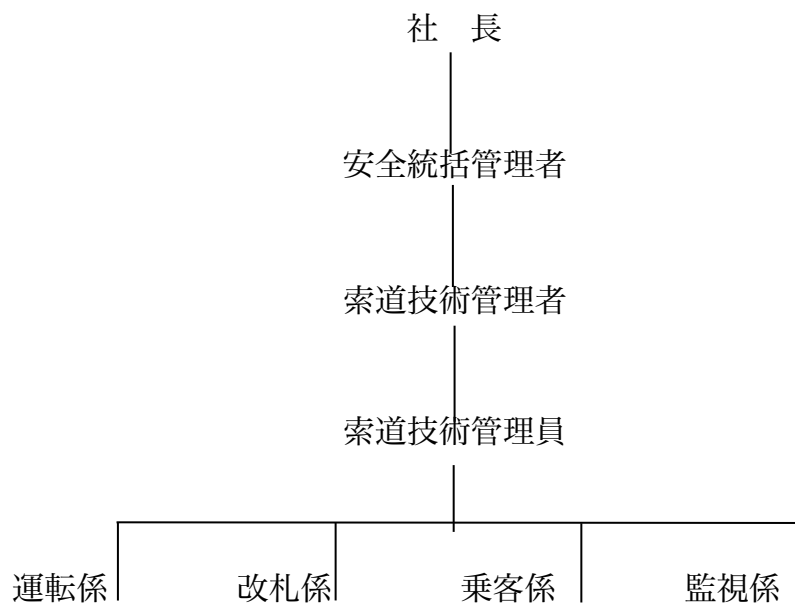 社　長
安全統括管理者
索道技術管理者
索道技術管理員
運転係　改札係　乗客係　監視係